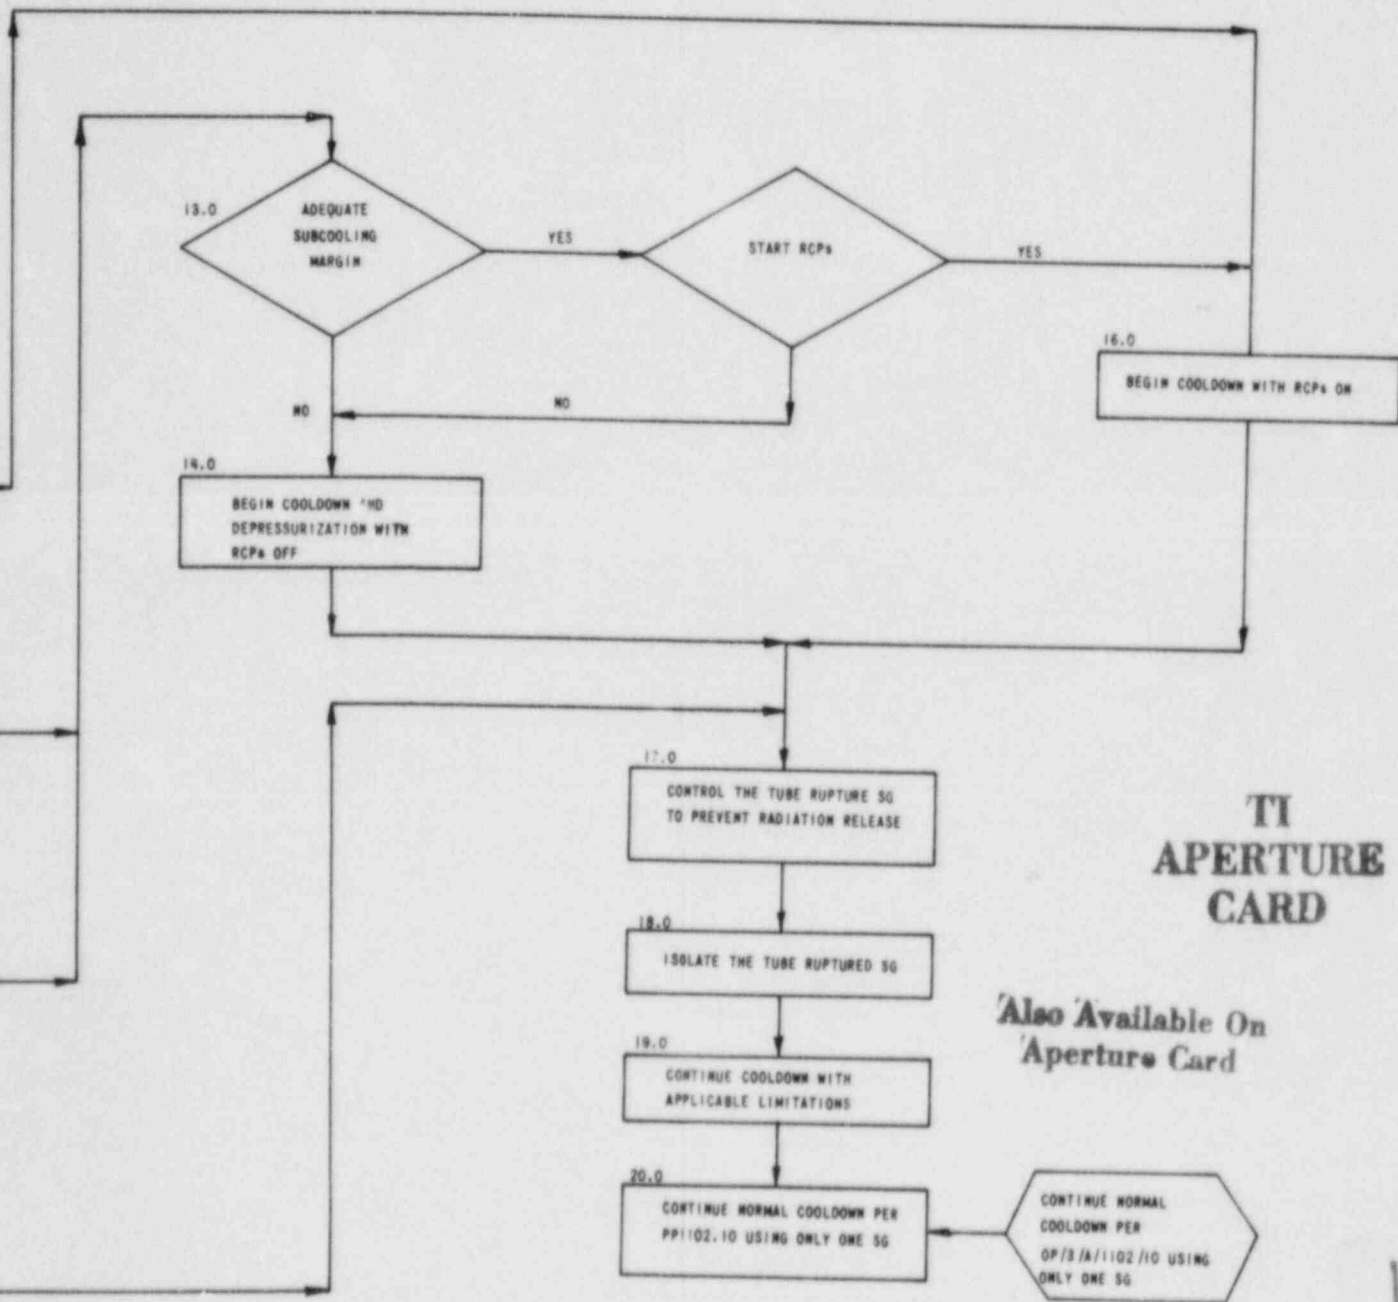 13.0
ADEQUATE
SUBCOOLING
MARGIN
YES
START RCPs
YES
16.0
BEGIN COOLDOWN WITH RCPs ON
NO
NO
14.0
BEGIN COOLDOWN 'ND
DEPRESSURIZATION WITH
RCPs OFF
17.0
CONTROL THE TUBE RUPTURE SG
TO PREVENT RADIATION RELEASE
TI
APERTURE
CARD
18.0
ISOLATE THE TUBE RUPTURED SG
Also Available On
Aperture Card
19.0
CONTINUE COOLDOWN WITH
APPLICABLE LIMITATIONS
20.0
CONTINUE NORMAL COOLDOWN PER
PP1102.10 USING ONLY ONE SG
CONTINUE NORMAL
COOLDOWN PER
OP/3/A/1102/10 USING
ONLY ONE SG